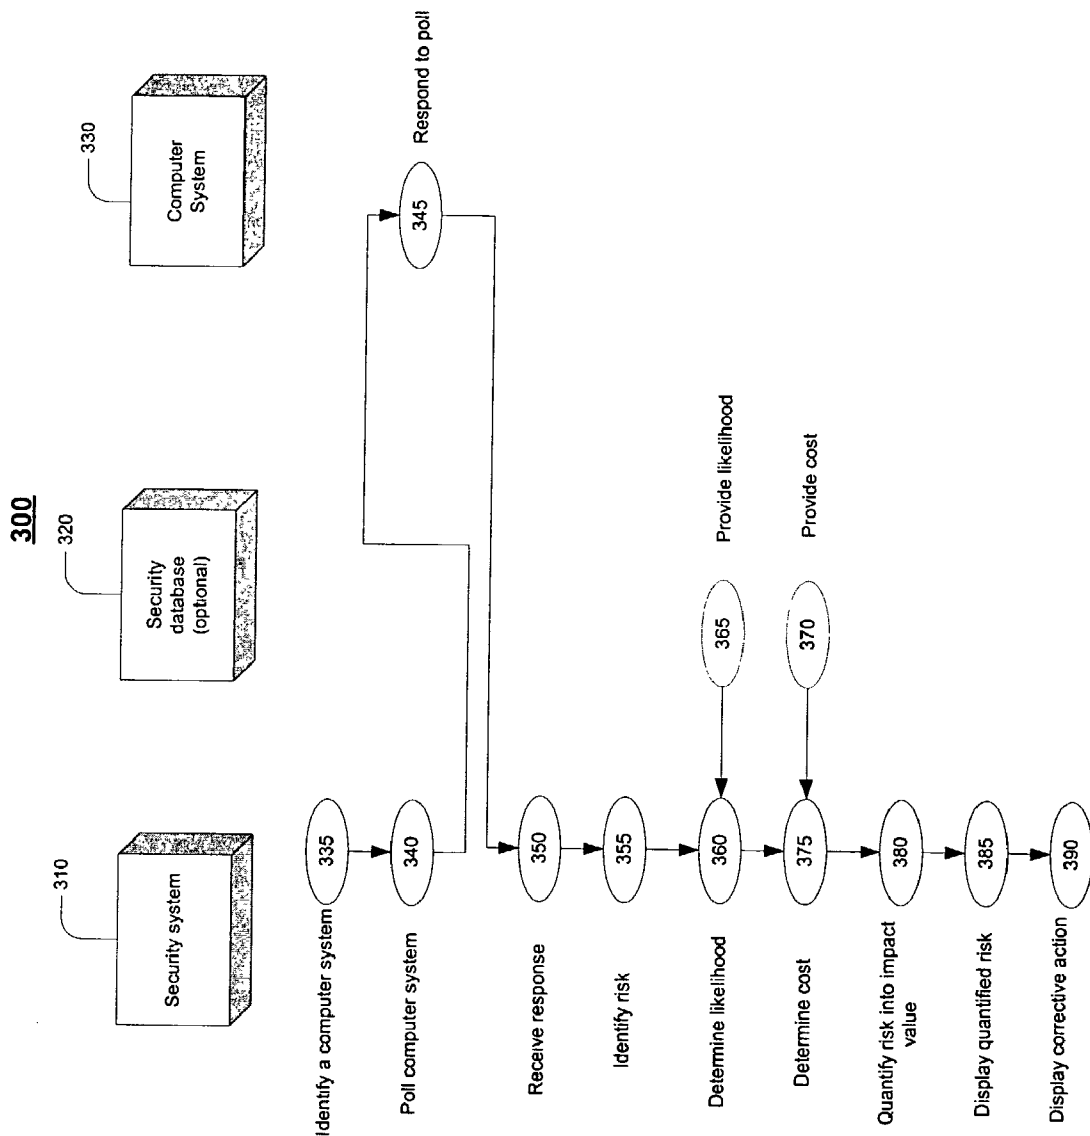 300
310
Security system
320
Security
database
(optional)
330
Computer
System
Identify a computer system
335
Poll computer system
340
345
Respond to poll
Receive response
350
Identify risk
355
Determine likelihood
360
365
Provide likelihood
Determine cost
375
370
Provide cost
Quantify risk into impact
value
380
Display quantified risk
385
Display corrective action
390